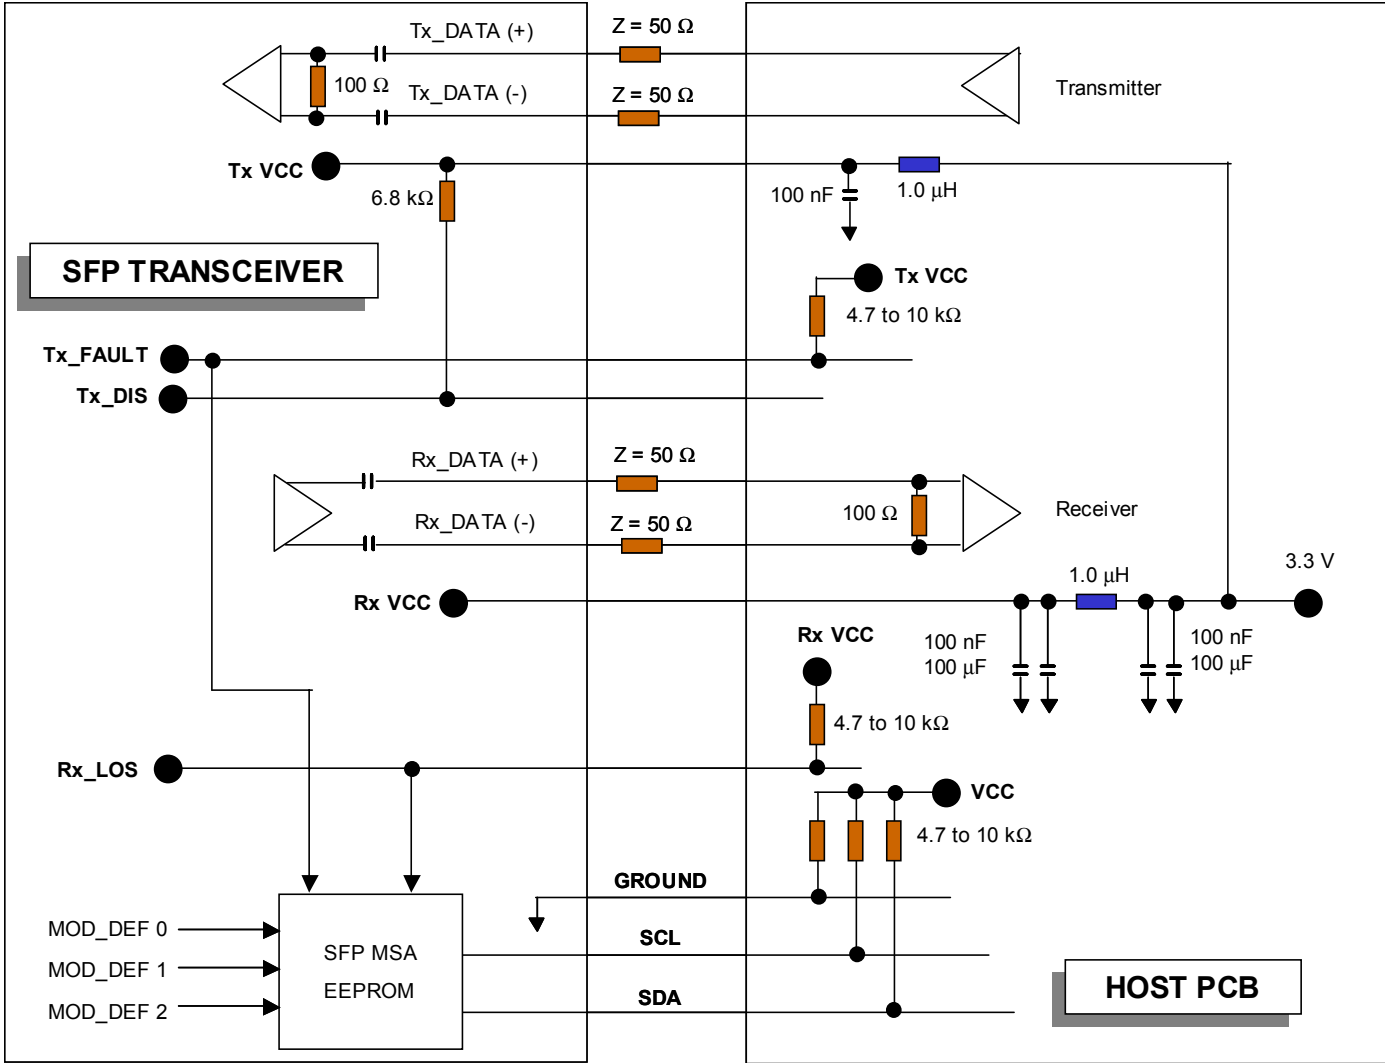 Tx_DATA (+)
Z = 50 Ω
100 Ω
Tx_DATA (-)
Z = 50 Ω
Transmitter
Tx VCC
6.8 kΩ
100 nF
1.0 μH
SFP TRANSCEIVER
Tx VCC
4.7 to 10 kΩ
Tx_FAULT
Tx_DIS
Rx_DATA (+)
Z = 50 Ω
100 Ω
Receiver
Rx_DATA (-)
Z = 50 Ω
3.3 V
1.0 μH
Rx VCC
Rx VCC
100 nF
100 μF
100 nF
100 μF
4.7 to 10 kΩ
Rx_LOS
VCC
4.7 to 10 kΩ
GROUND
MOD_DEF 0
SCL
SFP MSA
EEPROM
MOD_DEF 1
SDA
MOD_DEF 2
HOST PCB